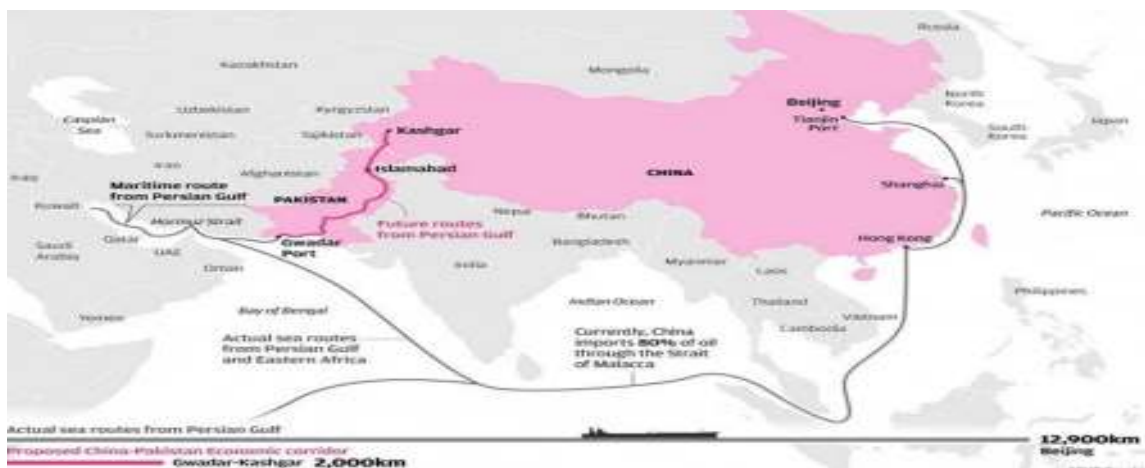 Russia
Kazakhstan
Mongolia
Uzbekistan
Kyrgyzstan
Beijing
North
Korea
Caspian
Sea
Turkmenistan
Tajikistan
Kashgar
Tianjin
Port
South
Korea
Japan
Iran
Afghanistan
Islamabad
CHINA
Iraq
Maritime route
from Persian Gulf
PAKISTAN
Shanghai
Kuwait
Hormuz Strait
Future routes
from Persian Gulf
Nepal
Bhutan
Pacific Ocean
Qatar
Gwadar
Port
Bangladesh
Hong Kong
Saudi
Arabia
UAE
Oman
India
Myanmar
Laos
Yemen
Bay of Bengal
Indian Ocean
Thailand
Philippines
Vietnam
Cambodia
Actual sea routes
from Persian Gulf
and Eastern Africa
Currently, China
imports 80% of oil
through the Strait
of Malacca
Actual sea routes from Persian Gulf
12,900km
Beijing
Proposed China-Pakistan Economic corridor
Gwadar-Kashgar 2,000km